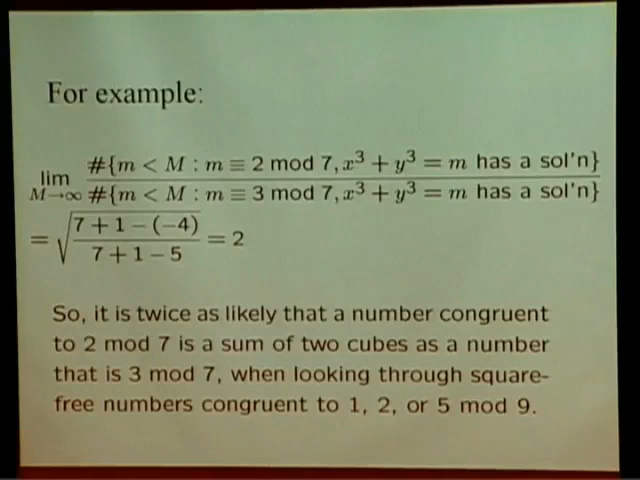 For example:
lim #{m < M : m ≡ 2 mod 7, x³ + y³ = m has a sol'n}
M→∞ #{m < M : m ≡ 3 mod 7, x³ + y³ = m has a sol'n}
= √ 7 + 1 − (−4) / 7 + 1 − 5 = 2
So, it is twice as likely that a number congruent
to 2 mod 7 is a sum of two cubes as a number
that is 3 mod 7, when looking through square-
free numbers congruent to 1, 2, or 5 mod 9.